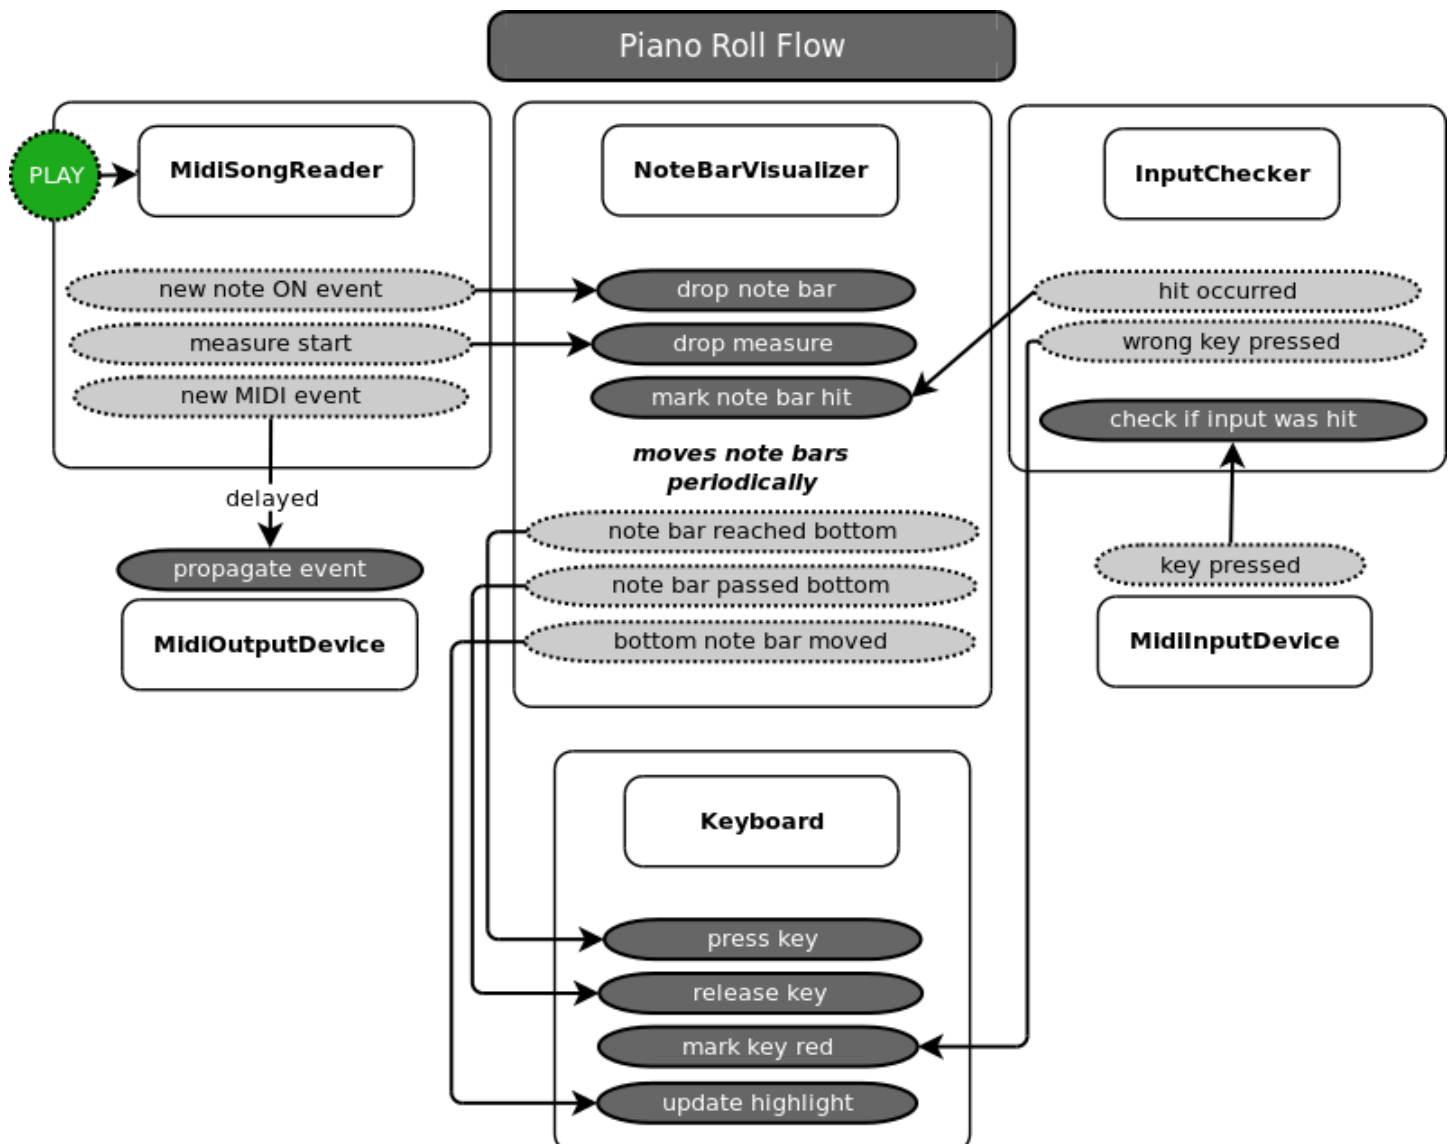 Piano Roll Flow
PLAY
MidiSongReader
new note ON event
measure start
new MIDI event
delayed
propagate event
MidiOutputDevice
NoteBarVisualizer
drop note bar
drop measure
mark note bar hit
moves note bars
periodically
note bar reached bottom
note bar passed bottom
bottom note bar moved
InputChecker
hit occurred
wrong key pressed
check if input was hit
key pressed
MidiInputDevice
Keyboard
press key
release key
mark key red
update highlight